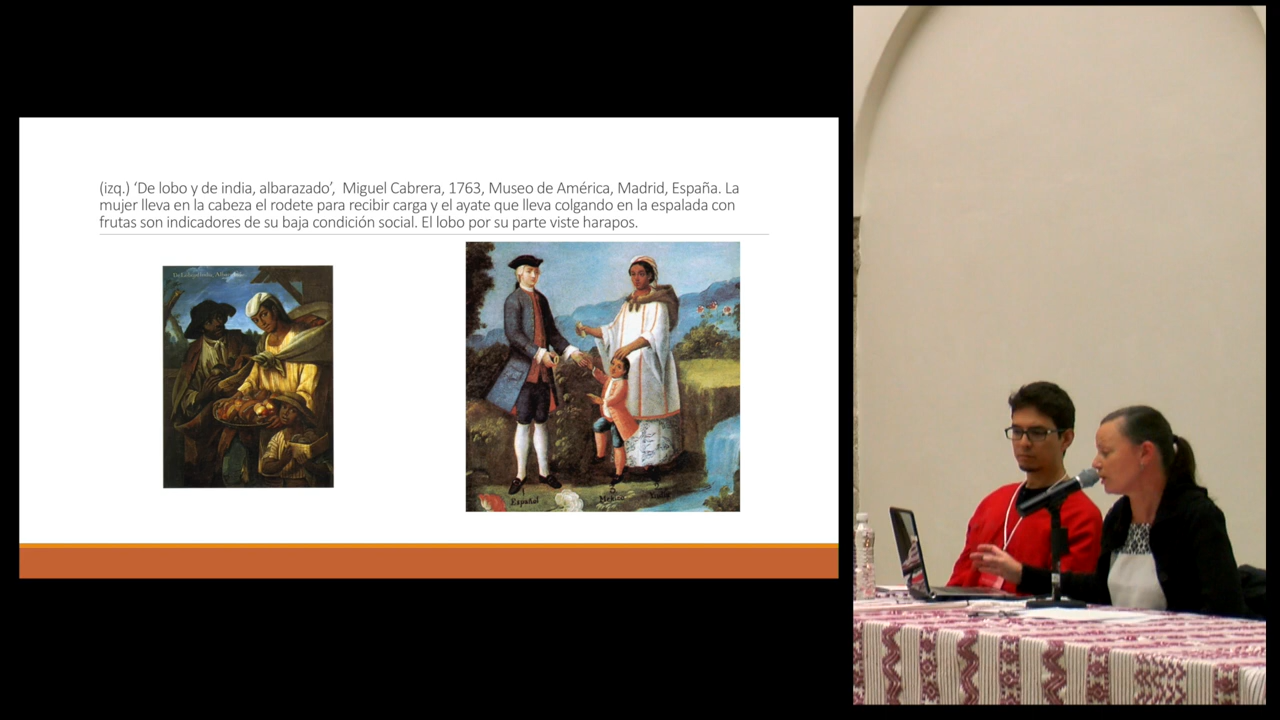 (izq.) ‘De lobo y de india, albarazado’, Miguel Cabrera, 1763, Museo de América, Madrid, España. La
mujer lleva en la cabeza el rodete para recibir carga y el ayate que lleva colgando en la espalada con
frutas son indicadores de su baja condición social. El lobo por su parte viste harapos.
Español